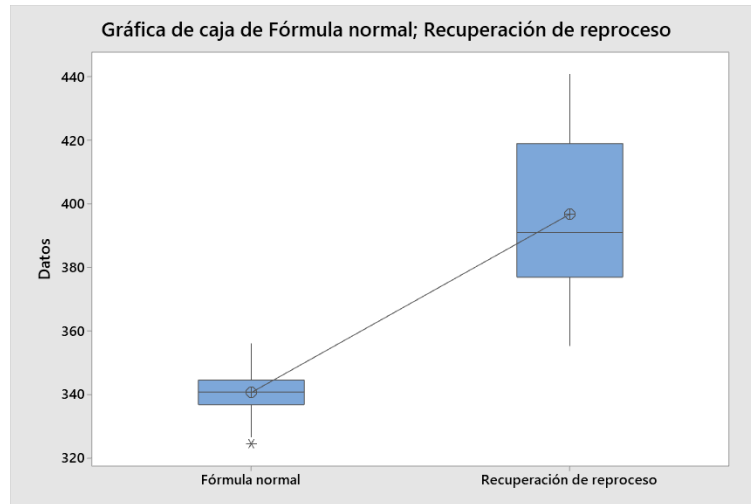 Gráfica de caja de Fórmula normal; Recuperación de reproceso
Datos
440
420
400
380
360
340
320
Fórmula normal
Recuperación de reproceso